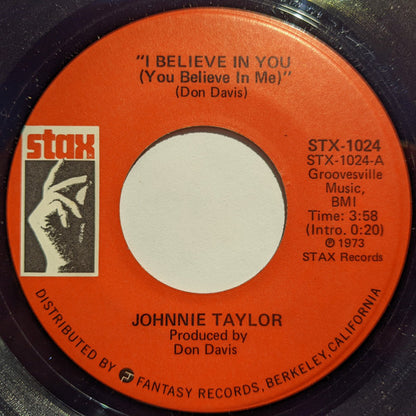 "I BELIEVE IN YOU
(You Believe In Me)"
(Don Davis)
stax
STX-1024
STX-1024-A
Groovesville
Music,
BMI
Time: 3:58
(Intro. 0:20)
℗ 1973
STAX Records
JOHNNIE TAYLOR
Produced by
Don Davis
DISTRIBUTED BY FANTASY RECORDS, BERKELEY, CALIFORNIA